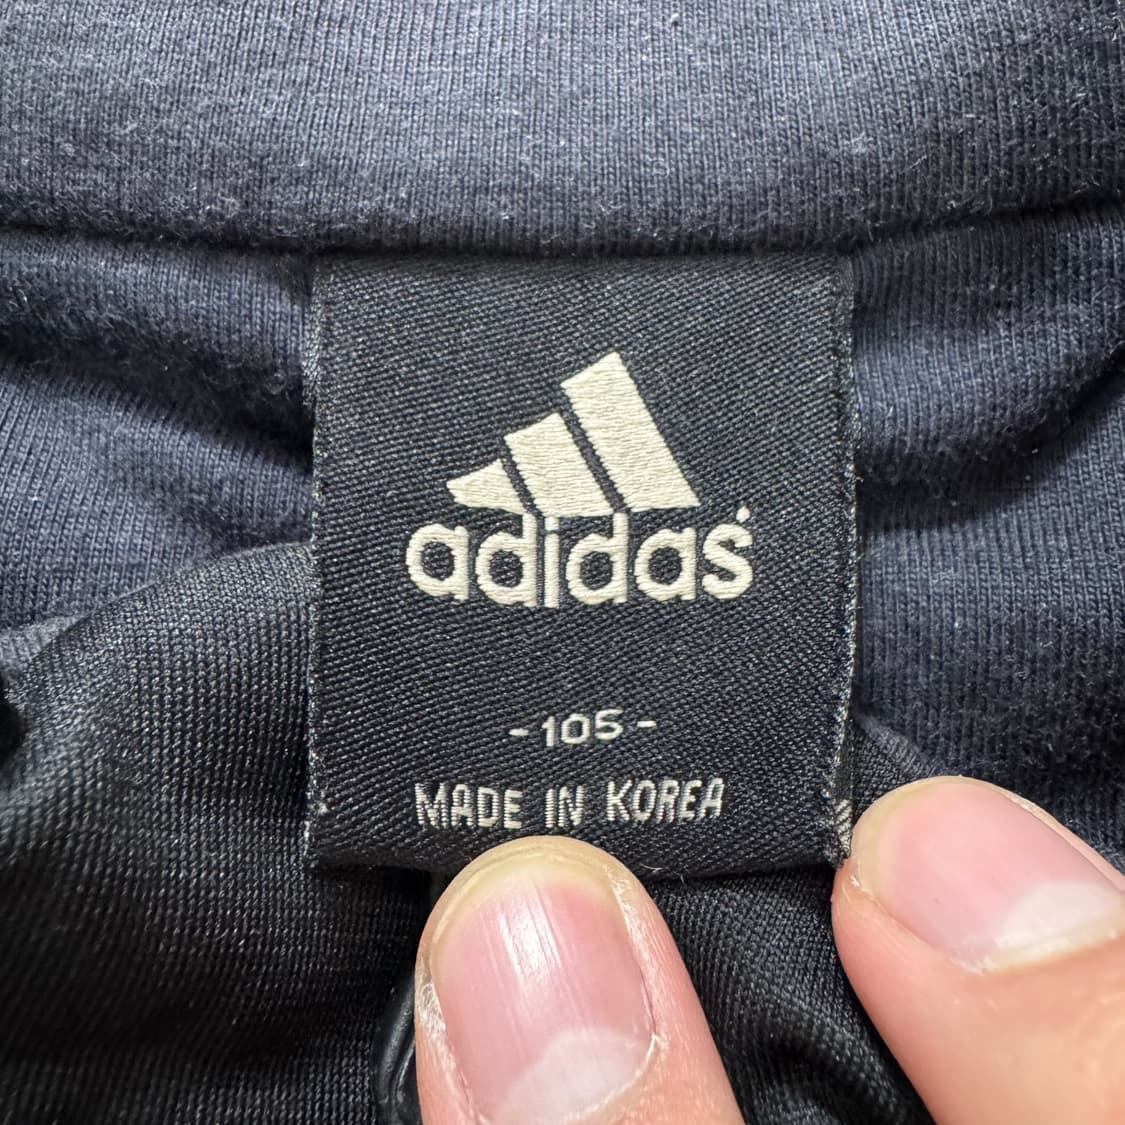 adidas
-105-
MADE IN KOREA